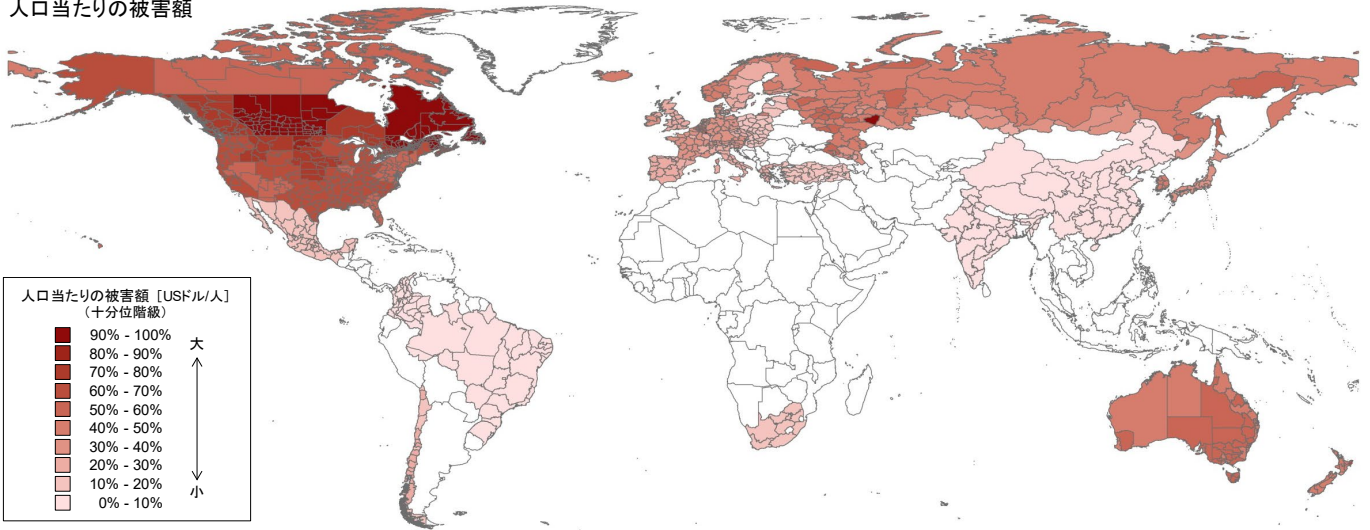 人口当たりの被害額
人口当たりの被害額 [USドル/人]
(十分位階級)
90% - 100%
大
80% - 90%
70% - 80%
60% - 70%
50% - 60%
40% - 50%
30% - 40%
20% - 30%
10% - 20%
小
0% - 10%